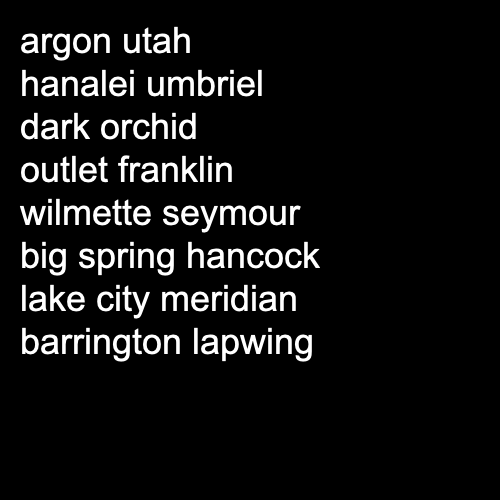 argon utah
hanalei umbriel
dark orchid
outlet franklin
wilmette seymour
big spring hancock
lake city meridian
barrington lapwing